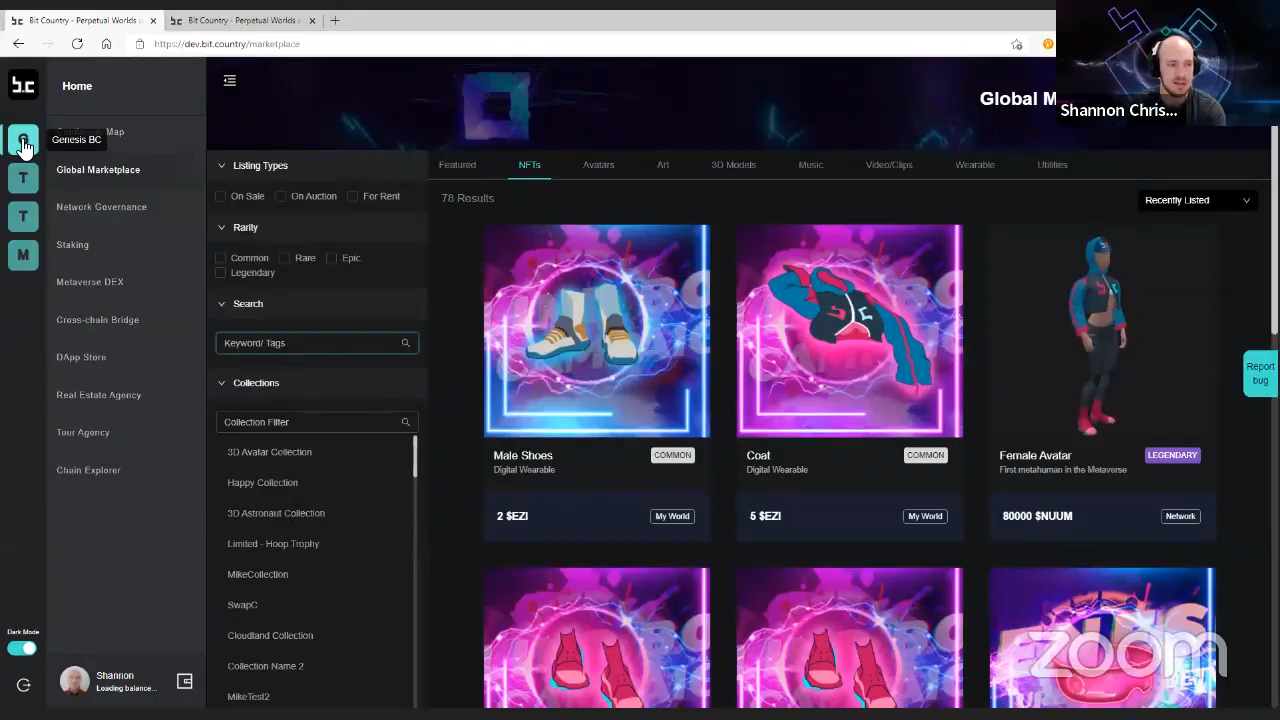 Bit Country - Perpetual Worlds
Bit Country - Perpetual Worlds
https://dev.bit.country/marketplace
Shannon Chris...
b.c
Home
Map
Genesis BC
Global Marketplace
Network Governance
Staking
Metaverse DEX
Cross-chain Bridge
DApp Store
Real Estate Agency
Tour Agency
Chain Explorer
T
T
M
Dark Mode
Shannon
Loading balance...
Global M
Listing Types
On Sale
On Auction
For Rent
Rarity
Common
Rare
Epic
Legendary
Search
Keyword/ Tags
Collections
Collection Filter
3D Avatar Collection
Happy Collection
3D Astronaut Collection
Limited - Hoop Trophy
MikeCollection
SwapC
Cloudland Collection
Collection Name 2
MikeTest2
Featured
NFTs
Avatars
Art
3D Models
Music
Video/Clips
Wearable
Utilities
78 Results
Recently Listed
Male Shoes
COMMON
Digital Wearable
2 $EZI
My World
Coat
COMMON
Digital Wearable
5 $EZI
My World
Female Avatar
LEGENDARY
First metahuman in the Metaverse
80000 $NUUM
Network
Report
bug
zoom